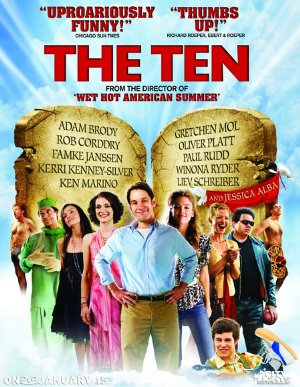 "UPROARIOUSLY
FUNNY!"
CHICAGO SUN TIMES
"THUMBS
UP!"
RICHARD ROEPER, EBERT & ROEPER
THE TEN
FROM THE DIRECTOR OF
'WET HOT AMERICAN SUMMER'
ADAM BRODY
ROB CORDDRY
FAMKE JANSSEN
KERRI KENNEY-SILVER
KEN MARINO
GRETCHEN MOL
OLIVER PLATT
PAUL RUDD
WINONA RYDER
LIEV SCHREIBER
AND JESSICA ALBA
JANUARY 15